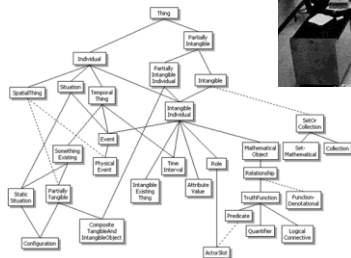 Thing
Partially
Intangible
Individual
Partially
Intangible
Individual
Intangible
SpatialThing
Situation
Temporal
Thing
Intangible
Individual
SetOr
Collection
Event
Something
Existing
Physical
Event
Time
Interval
Role
Mathematical
Object
Set-
Mathematical
Collection
Relationship
Static
Situation
Partially
Tangible
Intangible
Existing
Thing
Attribute
Value
TruthFunction
Function-
Denotational
Predicate
Composite
TangibleAnd
IntangibleObject
Quantifier
Logical
Connective
Configuration
ActorSlot